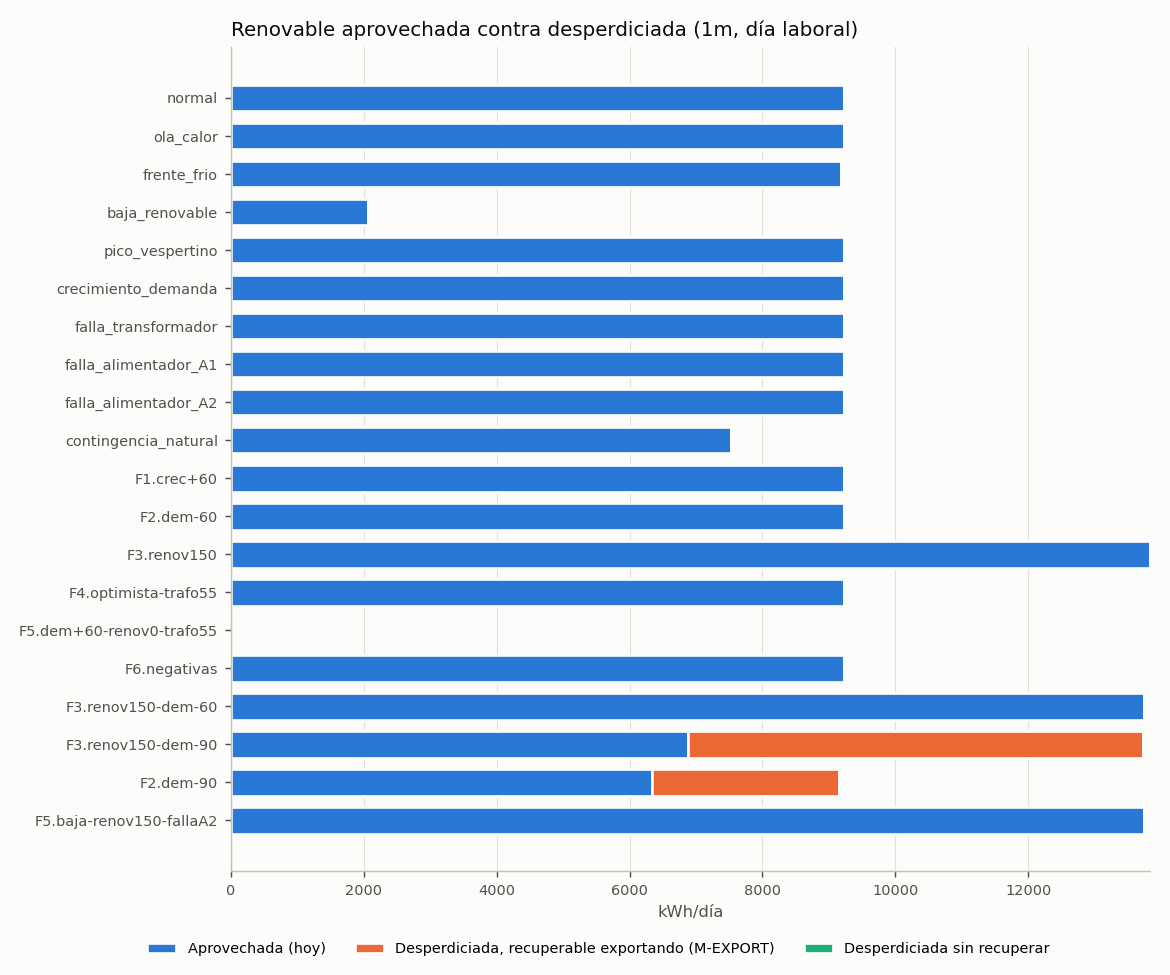 Renovable aprovechada contra desperdiciada (1m, día laboral)
normal
ola_calor
frente_frio
baja_renovable
pico_vespertino
crecimiento_demanda
falla_transformador
falla_alimentador_A1
falla_alimentador_A2
contingencia_natural
F1.crec+60
F2.dem-60
F3.renov150
F4.optimista-trafo55
F5.dem+60-renov0-trafo55
F6.negativas
F3.renov150-dem-60
F3.renov150-dem-90
F2.dem-90
F5.baja-renov150-fallaA2
0 2000 4000 6000 8000 10000 12000
kWh/día
Aprovechada (hoy) Desperdiciada, recuperable exportando (M-EXPORT) Desperdiciada sin recuperar